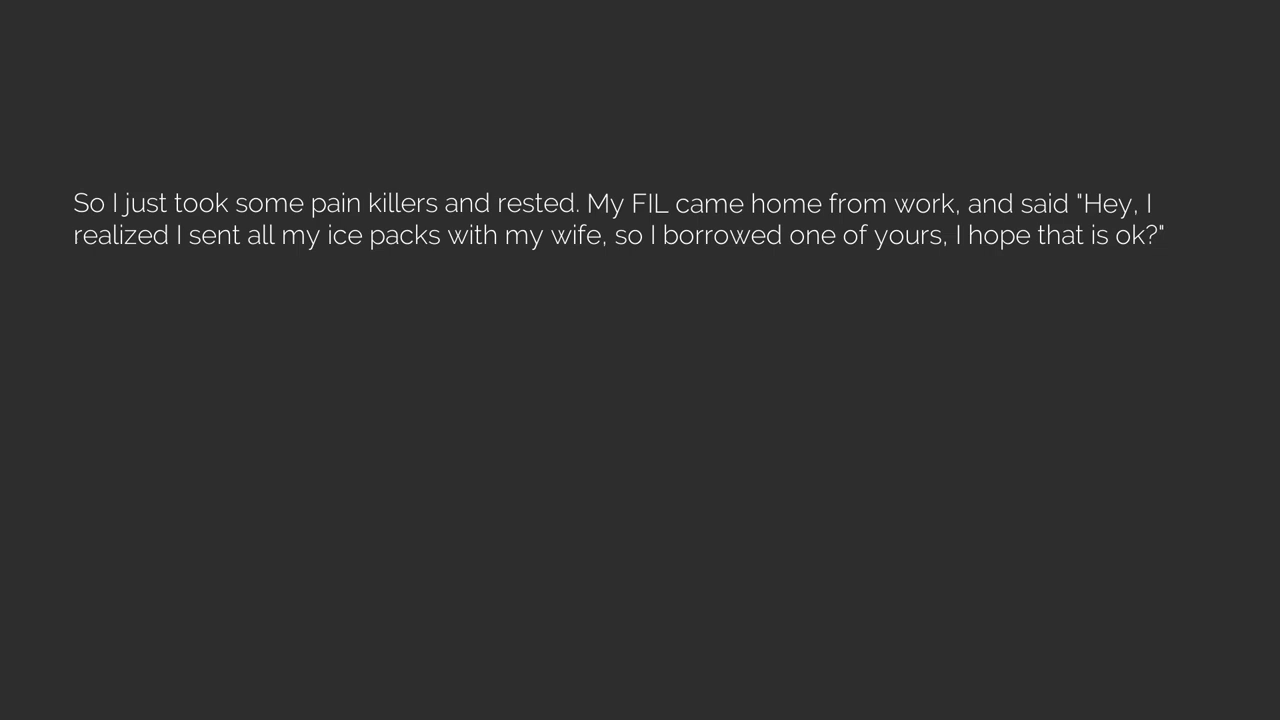 So I just took some pain killers and rested. My FIL came home from work, and said "Hey, I
realized I sent all my ice packs with my wife, so I borrowed one of yours, I hope that is ok?"